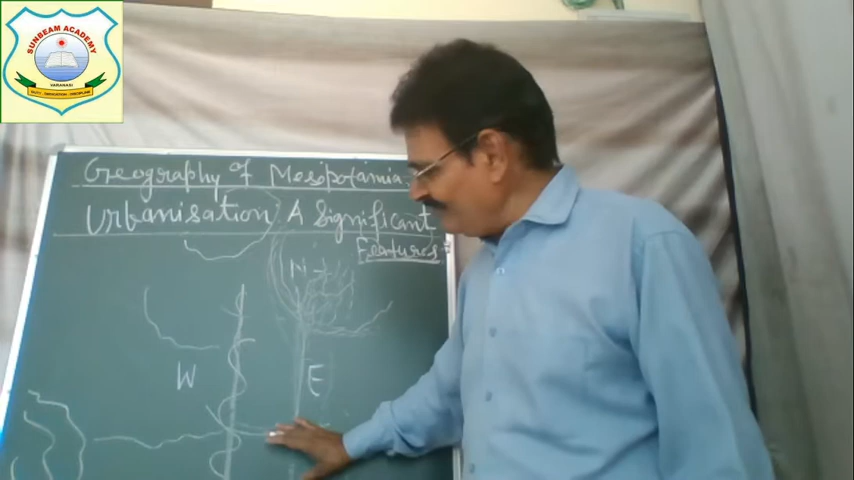 SUNBEAM ACADEMY
VARANASI
Geography of Mesopotamia:
Urbanisation A Significant
Features:
N
W
E